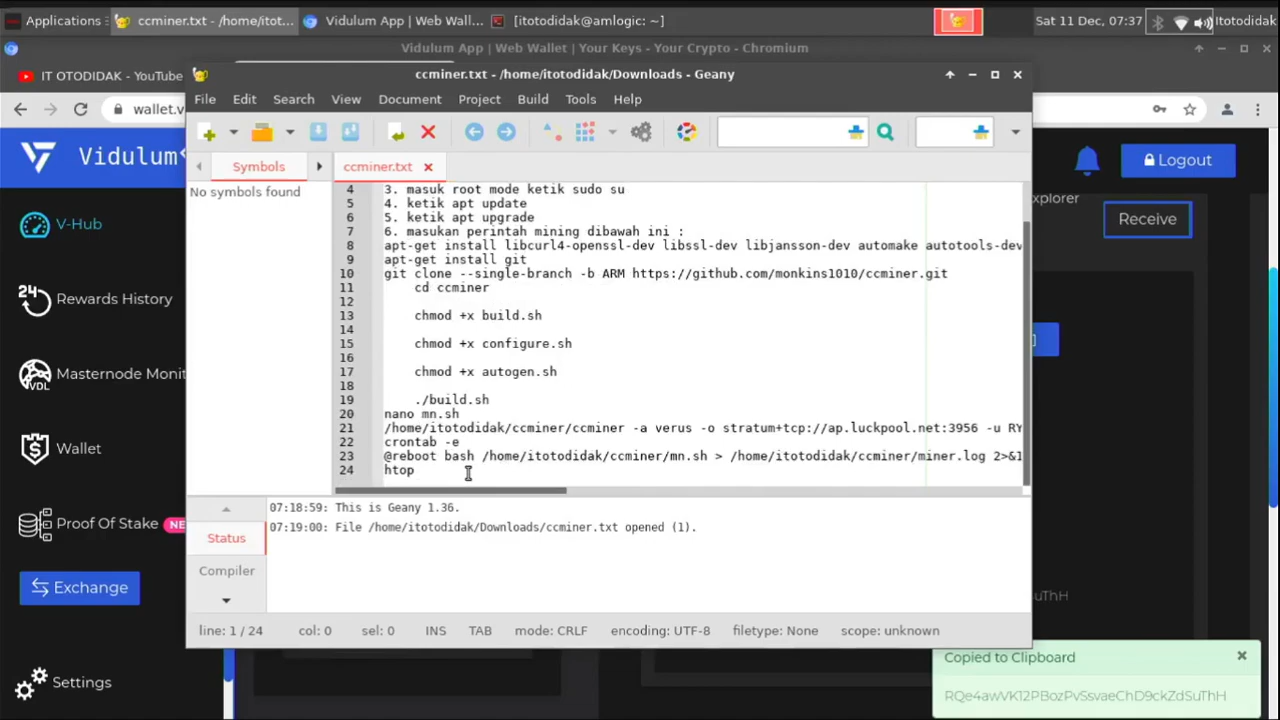 Applications
ccminer.txt - /home/itot...
Vidulum App | Web Wall...
[itotodidak@amlogic: ~]
Sat 11 Dec, 07:37
Itotodidak
Vidulum App | Web Wallet | Your Keys - Your Crypto - Chromium
IT OTODIDAK - YouTube
wallet.v
Vidulum
Logout
xplorer
Receive
V-Hub
24
Rewards History
VDL
Masternode Monit
Wallet
Proof Of Stake
NE
Exchange
Settings
ccminer.txt - /home/itotodidak/Downloads - Geany
File Edit Search View Document Project Build Tools Help
Symbols
ccminer.txt
No symbols found
4 3. masuk root mode ketik sudo su
5 4. ketik apt update
6 5. ketik apt upgrade
7 6. masukan perintah mining dibawah ini :
8 apt-get install libcurl4-openssl-dev libssl-dev libjansson-dev automake autotools-dev
9 apt-get install git
10 git clone --single-branch -b ARM https://github.com/monkins1010/ccminer.git
11 cd ccminer
12
13 chmod +x build.sh
14
15 chmod +x configure.sh
16
17 chmod +x autogen.sh
18
19 ./build.sh
20 nano mn.sh
21 /home/itotodidak/ccminer/ccminer -a verus -o stratum+tcp://ap.luckpool.net:3956 -u RY
22 crontab -e
23 @reboot bash /home/itotodidak/ccminer/mn.sh > /home/itotodidak/ccminer/miner.log 2>&1
24 htop
Status
Compiler
07:18:59: This is Geany 1.36.
07:19:00: File /home/itotodidak/Downloads/ccminer.txt opened (1).
line: 1 / 24 col: 0 sel: 0 INS TAB mode: CRLF encoding: UTF-8 filetype: None scope: unknown
]
suThH
Copied to Clipboard
RQe4awVK12PBozPvSsvaeChD9ckZdSuThH